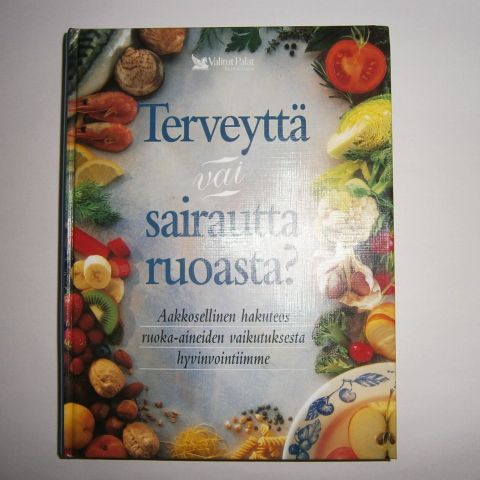 Valitut Palat
Terveyttä
vai
sairautta
ruoasta?
Aakkosellinen hakuteos
ruoka-aineiden vaikutuksesta
hyvinvointiimme